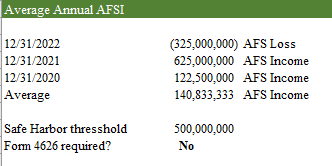 Average Annual AFSI
12/31/2022 (325,000,000) AFS Loss
12/31/2021 625,000,000 AFS Income
12/31/2020 122,500,000 AFS Income
Average 140,833,333 AFS Income
Safe Harbor thresshold 500,000,000
Form 4626 required? No